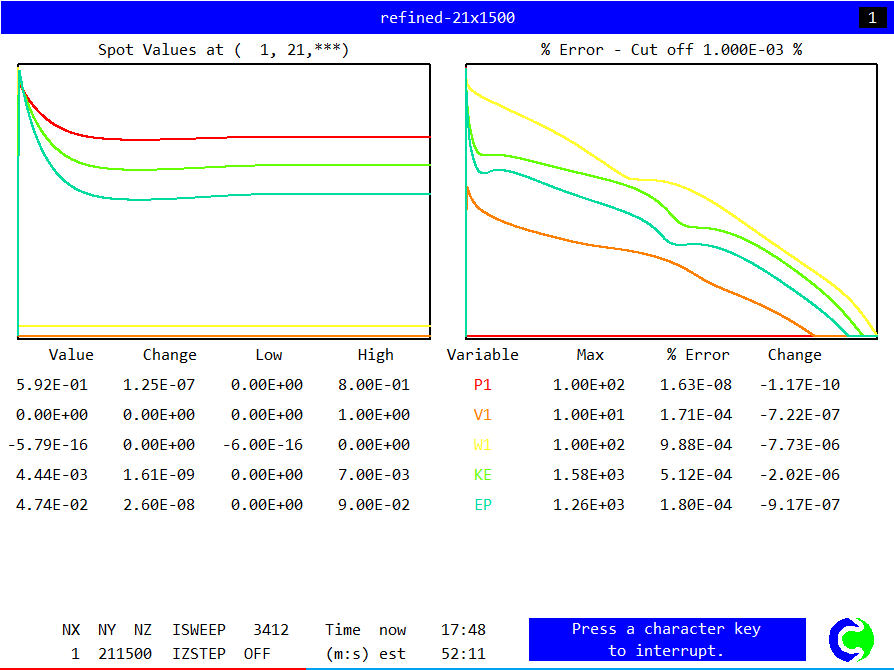 refined-21x1500 1
Spot Values at ( 1, 21,***) % Error - Cut off 1.000E-03 %
Value Change Low High Variable Max % Error Change
5.92E-01 1.25E-07 0.00E+00 8.00E-01 P1 1.00E+02 1.63E-08 -1.17E-10
0.00E+00 0.00E+00 0.00E+00 1.00E+00 V1 1.00E+01 1.71E-04 -7.22E-07
-5.79E-16 0.00E+00 -6.00E-16 0.00E+00 W1 1.00E+02 9.88E-04 -7.73E-06
4.44E-03 1.61E-09 0.00E+00 7.00E-03 KE 1.58E+03 5.12E-04 -2.02E-06
4.74E-02 2.60E-08 0.00E+00 9.00E-02 EP 1.26E+03 1.80E-04 -9.17E-07
NX NY NZ ISWEEP 3412 Time now 17:48 Press a character key
1 211500 IZSTEP OFF (m:s) est 52:11 to interrupt.